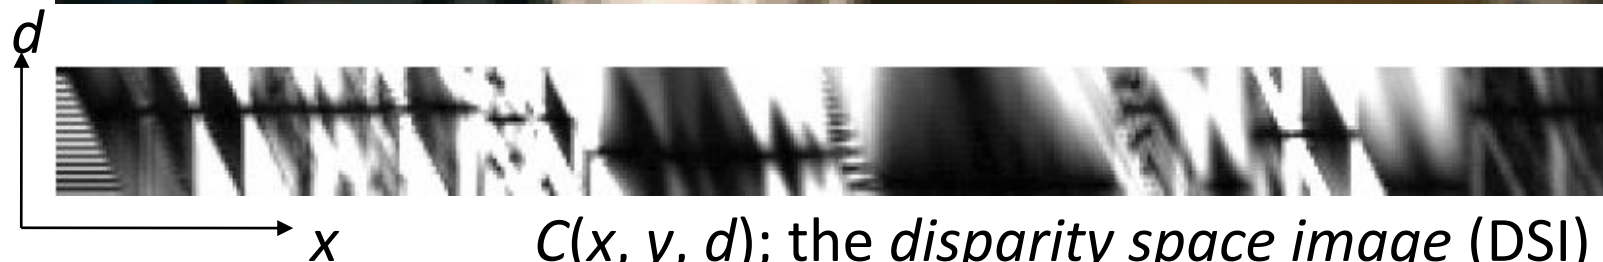 d
x
C(x, y, d); the disparity space image (DSI)